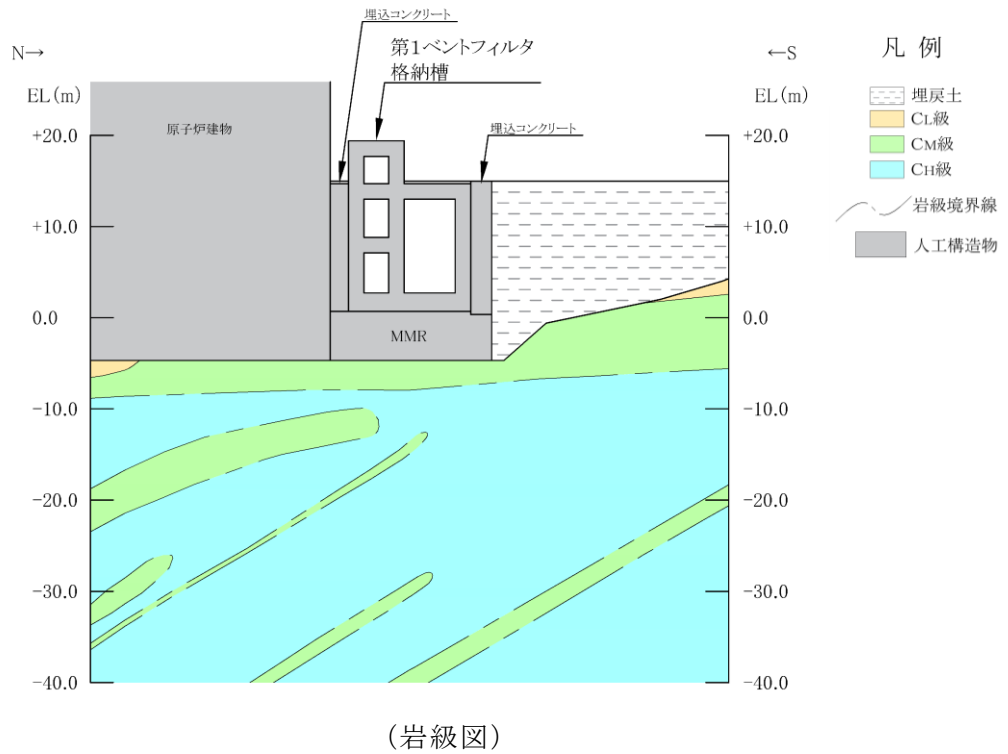 埋込コンクリート
N→
第1ベントフィルタ
格納槽
←S
凡 例
EL(m)
EL(m)
埋戻土
CL級
CM級
CH級
岩級境界線
人工構造物
原子炉建物
埋込コンクリート
+20.0
+20.0
+10.0
+10.0
0.0
0.0
MMR
-10.0
-10.0
-20.0
-20.0
-30.0
-30.0
-40.0
-40.0
(岩級図)